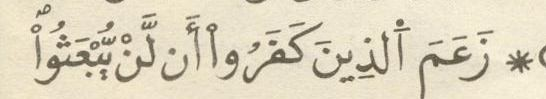 * زَعَمَ ٱلَّذِينَ كَفَرُوٓا۟ أَن لَّن يُبْعَثُوا۟